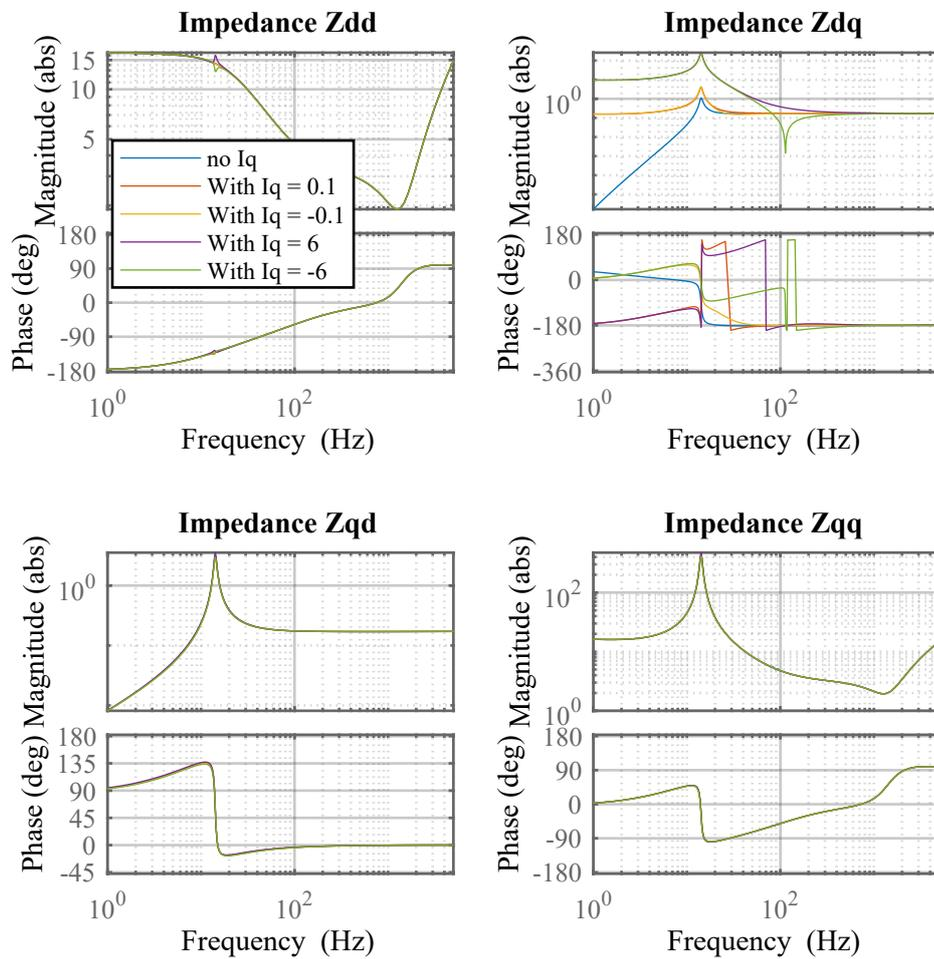 Impedance Zdd
Magnitude (abs)
15
10
5
no Iq
With Iq = 0.1
With Iq = -0.1
With Iq = 6
With Iq = -6
Phase (deg)
180
90
0
-90
-180
10^0
10^2
Frequency (Hz)
Impedance Zdq
Magnitude (abs)
10^0
Phase (deg)
180
0
-180
-360
10^0
10^2
Frequency (Hz)
Impedance Zqd
Magnitude (abs)
10^0
Phase (deg)
180
135
90
45
0
-45
10^0
10^2
Frequency (Hz)
Impedance Zqq
Magnitude (abs)
10^2
10^0
Phase (deg)
180
90
0
-90
-180
10^0
10^2
Frequency (Hz)